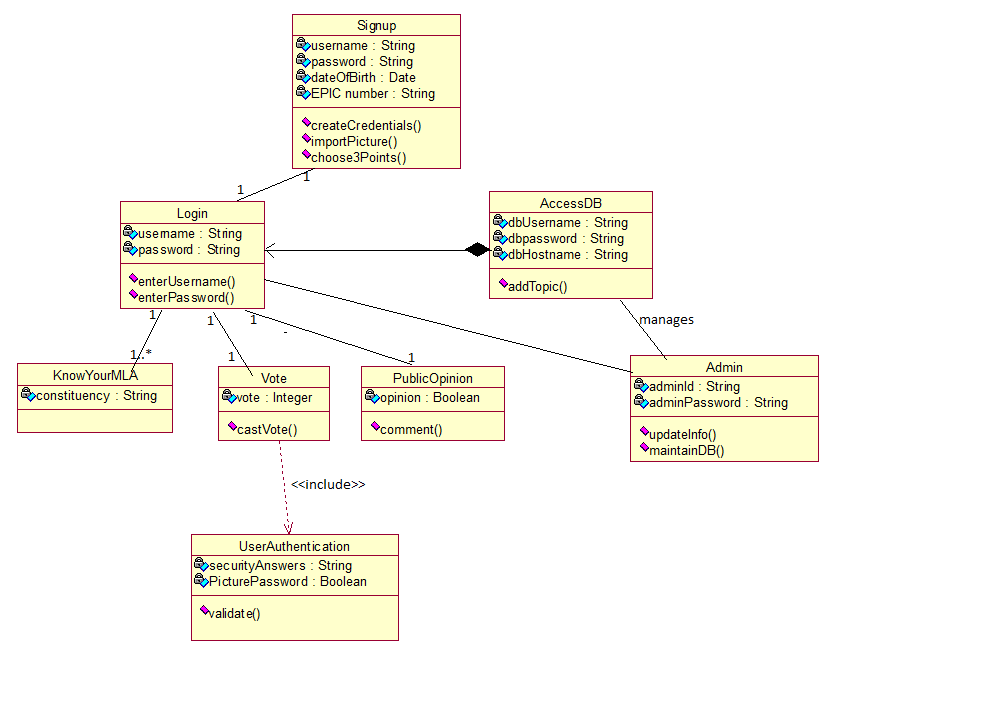 Signup
username : String
password : String
dateOfBirth : Date
EPIC number : String
createCredentials()
importPicture()
choose3Points()
1
1
Login
username : String
password : String
enterUsername()
enterPassword()
AccessDB
dbUsername : String
dbpassword : String
dbHostname : String
addTopic()
manages
1
1..*
1
1
1
-
1
KnowYourMLA
constituency : String
Vote
vote : Integer
castVote()
PublicOpinion
opinion : Boolean
comment()
Admin
adminId : String
adminPassword : String
updateInfo()
maintainDB()
<<include>>
UserAuthentication
securityAnswers : String
PicturePassword : Boolean
validate()